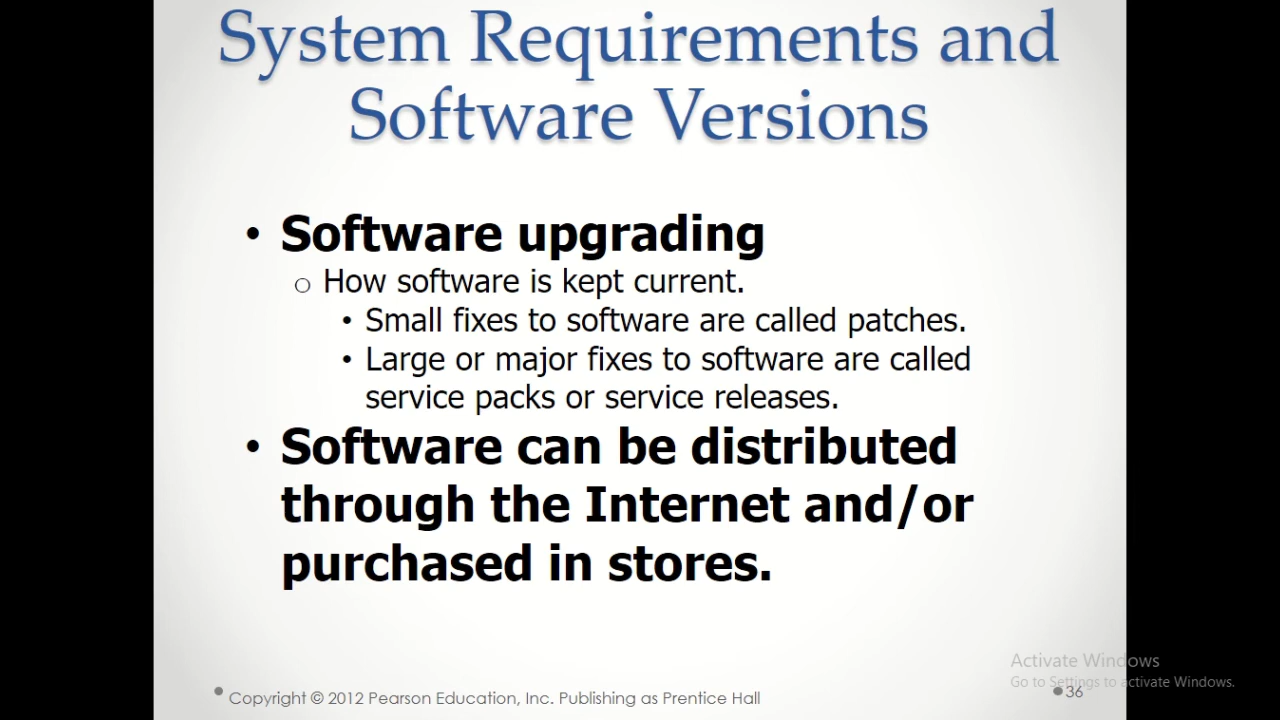 System Requirements and
Software Versions
• Software upgrading
○ How software is kept current.
• Small fixes to software are called patches.
• Large or major fixes to software are called
service packs or service releases.
• Software can be distributed
through the Internet and/or
purchased in stores.
Activate Windows
Go to Settings to activate Windows.
• Copyright © 2012 Pearson Education, Inc. Publishing as Prentice Hall
• 36